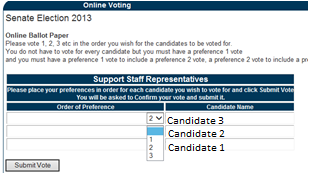 Online Voting
Senate Election 2013
Online Ballot Paper
Please vote 1, 2, 3 etc in the order you wish for the candidates to be voted for.
You do not have to vote for every candidate but you must have a preference 1 vote
and you must have a preference 1 vote to include a preference 2 vote, a preference 2 vote to include a pr
Support Staff Representatives
Please place your preferences in order for each candidate you wish to vote for and click Submit Vote
You will be asked to Confirm your vote and submit it.
Order of Preference Candidate Name
2 Candidate 3
1 Candidate 2
2 Candidate 1
3
Submit Vote